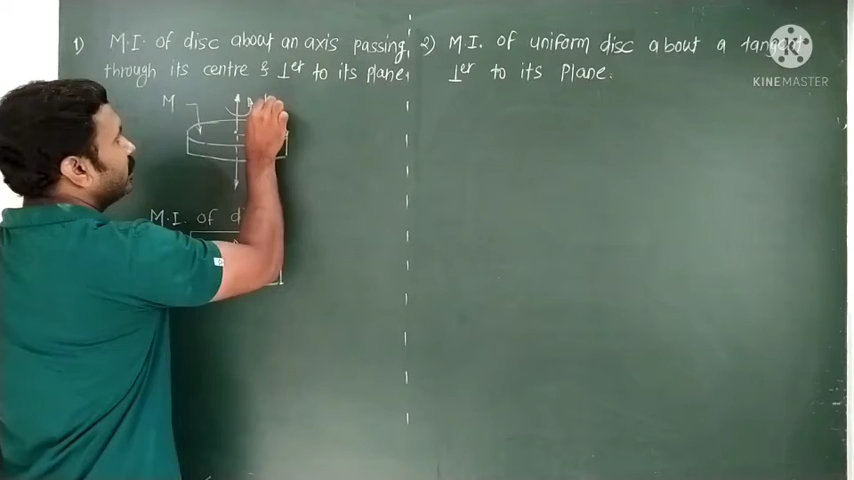 1) M.I. of disc about an axis passing
through its centre & ⊥er to its plane
M
M.I. of
2) M.I. of uniform disc about a tangent
⊥er to its Plane.
KINEMASTER